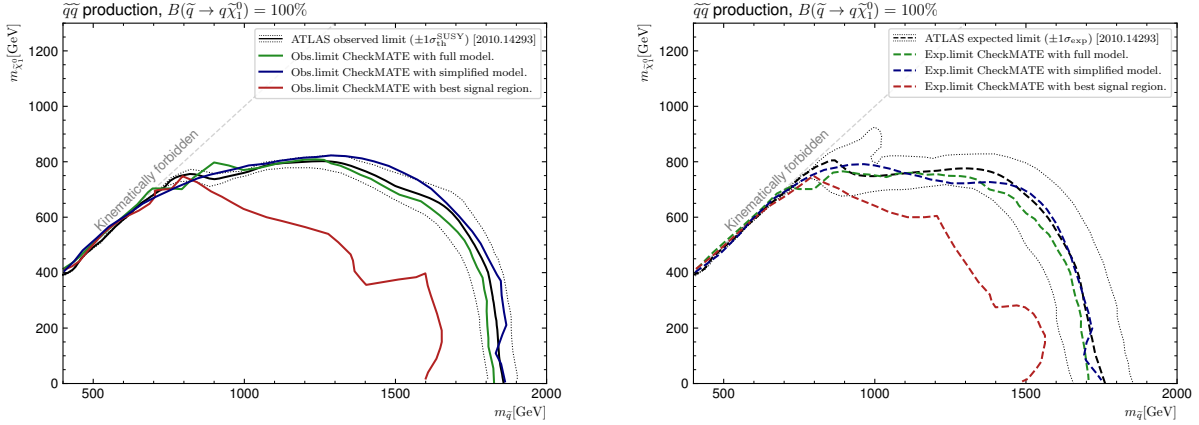 q̃q̃ production, B(q̃ → qχ̃₁⁰) = 100%
m_χ̃₁⁰[GeV]
1200
1000
800
600
400
200
0
500
1000
1500
2000
m_q̃[GeV]
Kinematically forbidden
ATLAS observed limit (±1σ_th^SUSY) [2010.14293]
Obs.limit CheckMATE with full model.
Obs.limit CheckMATE with simplified model.
Obs.limit CheckMATE with best signal region.
q̃q̃ production, B(q̃ → qχ̃₁⁰) = 100%
m_χ̃₁⁰[GeV]
1200
1000
800
600
400
200
0
500
1000
1500
2000
m_q̃[GeV]
Kinematically forbidden
ATLAS expected limit (±1σ_exp) [2010.14293]
Exp.limit CheckMATE with full model.
Exp.limit CheckMATE with simplified model.
Exp.limit CheckMATE with best signal region.